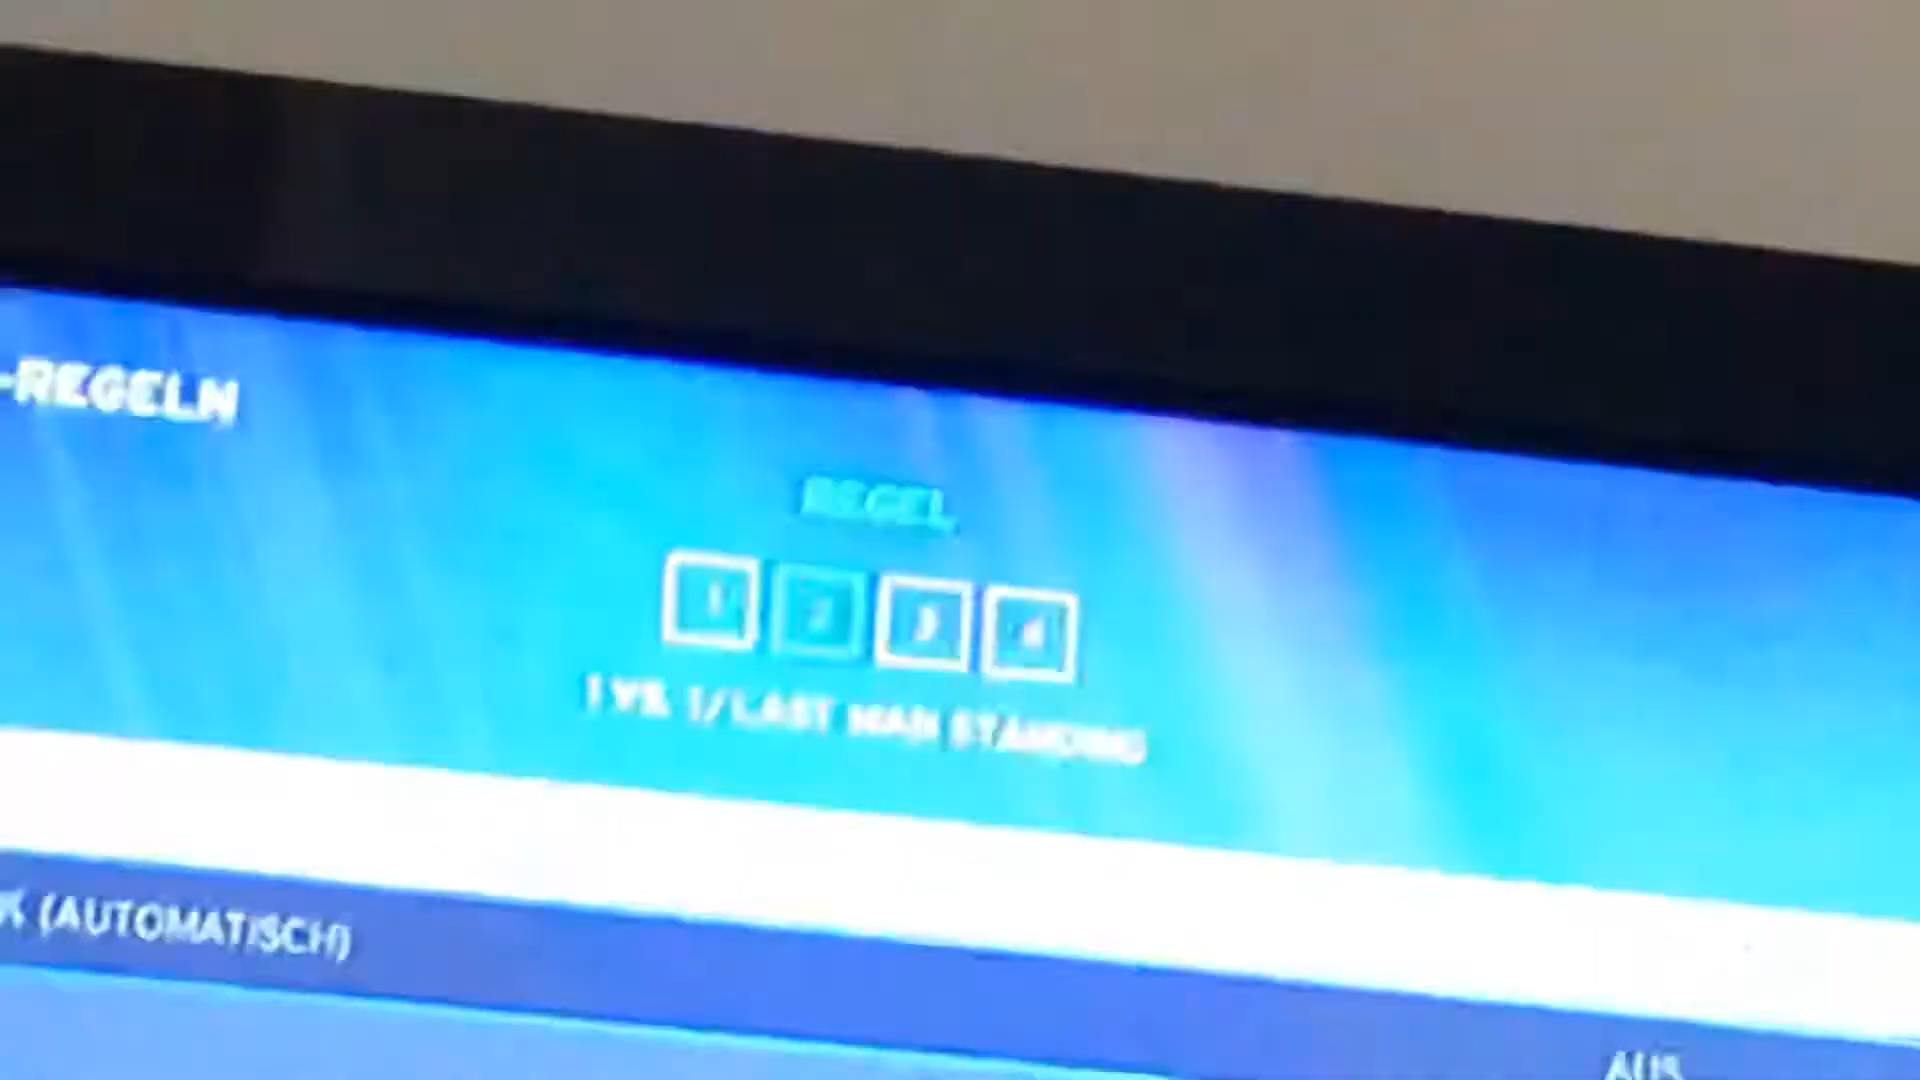 -REGELN
REGEL
1 2 3 4
1 VS. 1/LAST MAN STANDING
K (AUTOMATISCH)
AUS